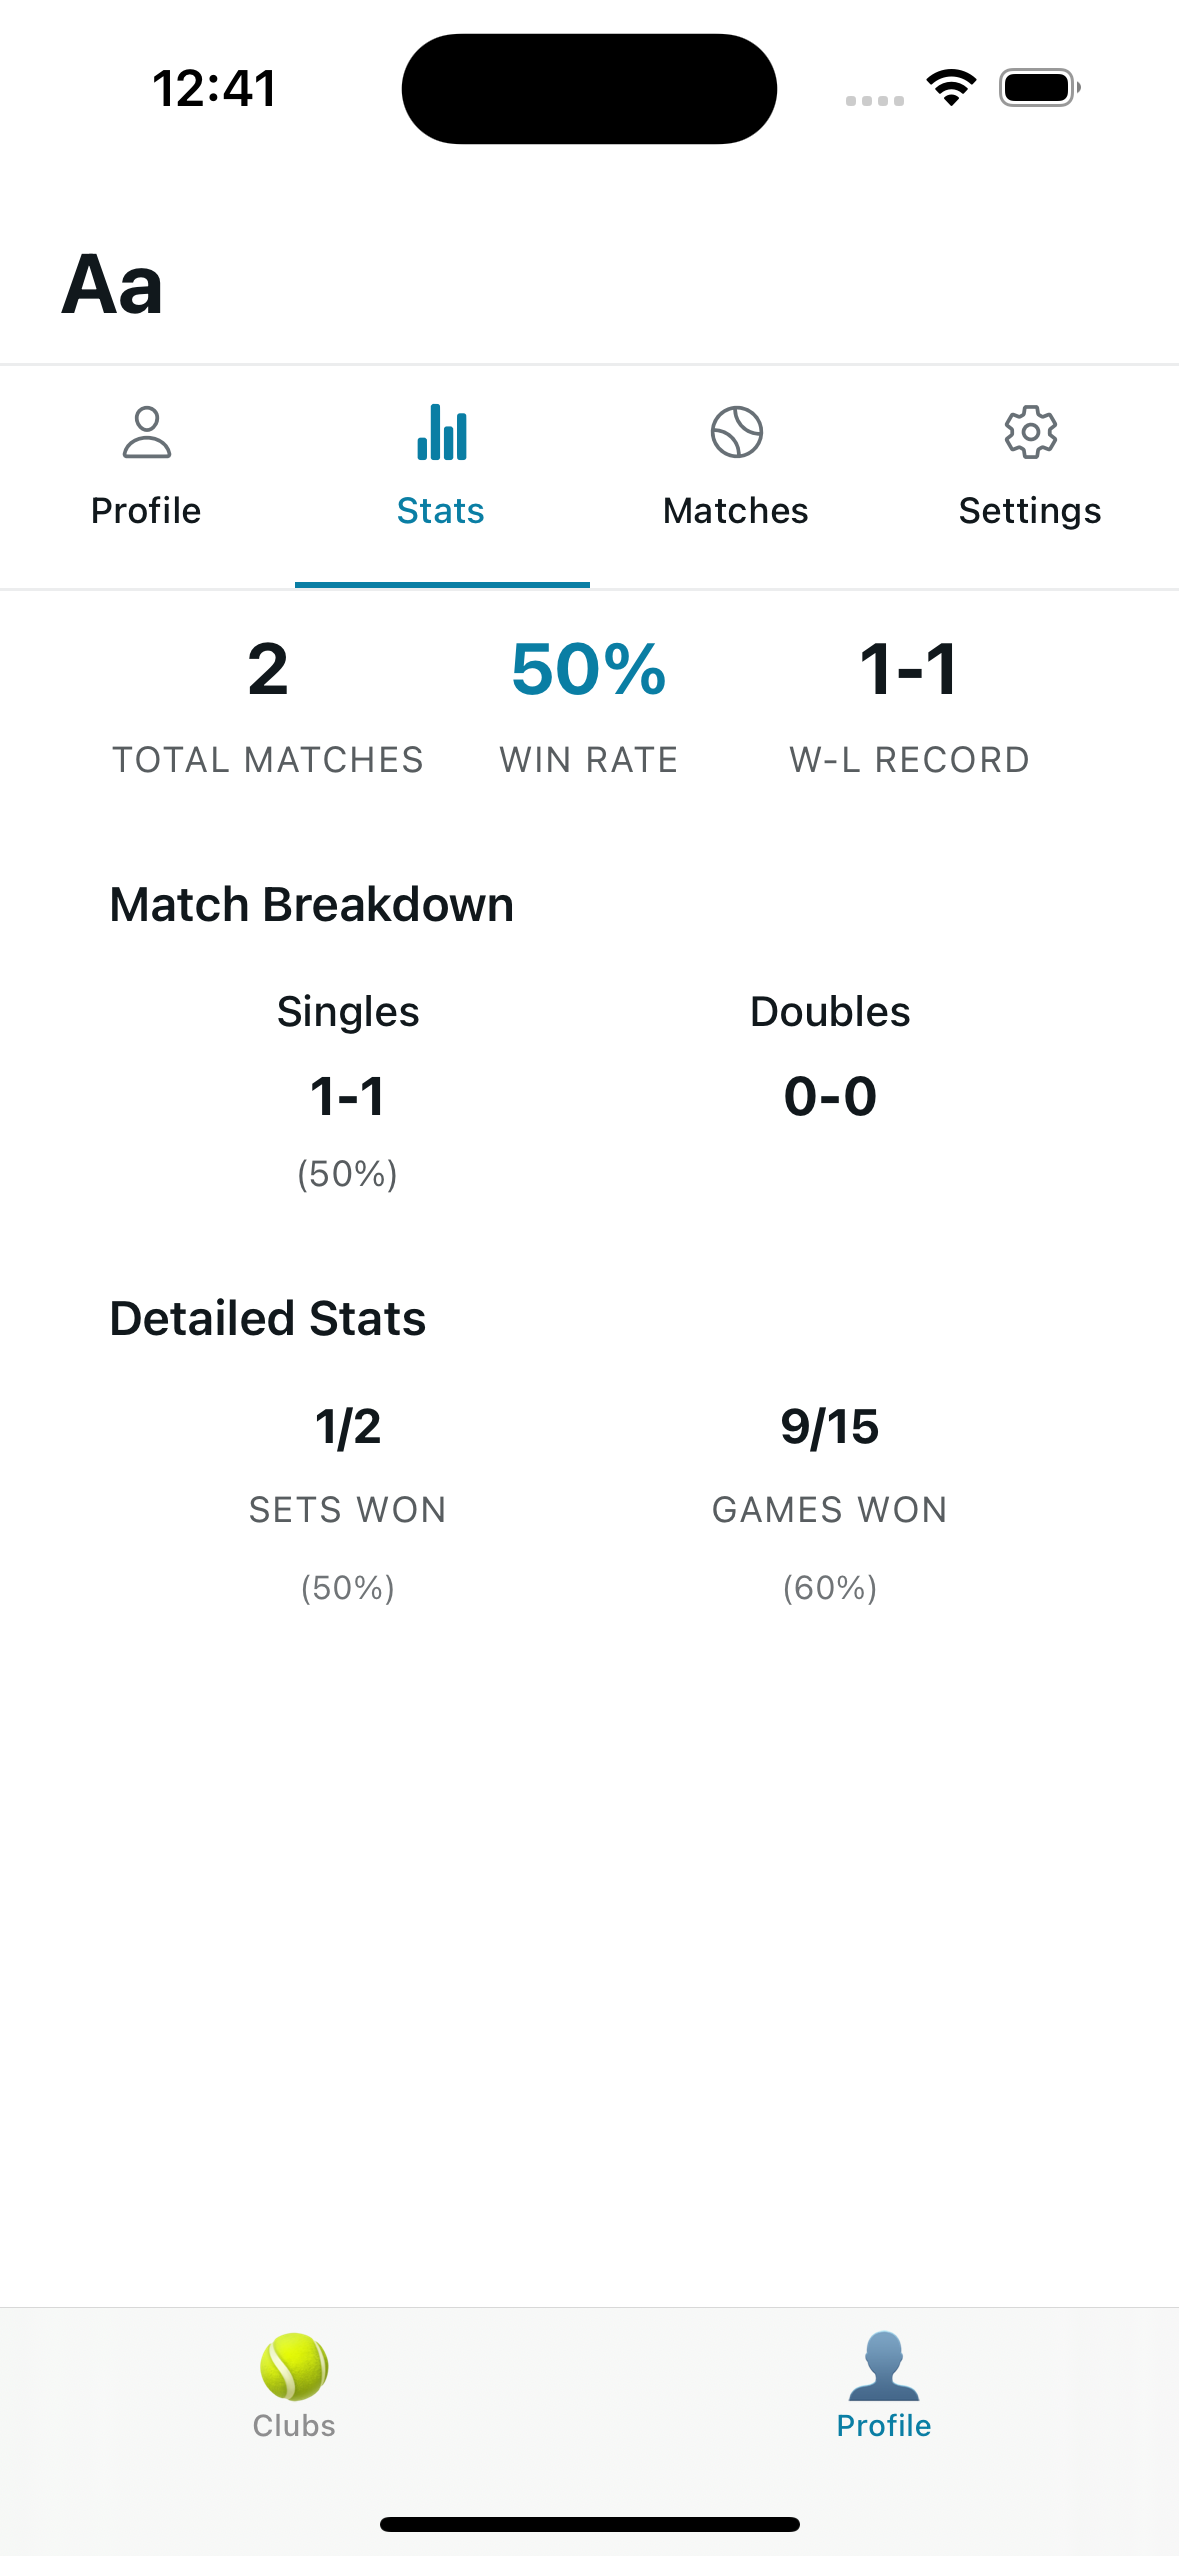 12:41
Aa
Profile Stats Matches Settings
2 50% 1-1
TOTAL MATCHES WIN RATE W-L RECORD
Match Breakdown
Singles Doubles
1-1 0-0
(50%)
Detailed Stats
1/2 9/15
SETS WON GAMES WON
(50%) (60%)
Clubs Profile